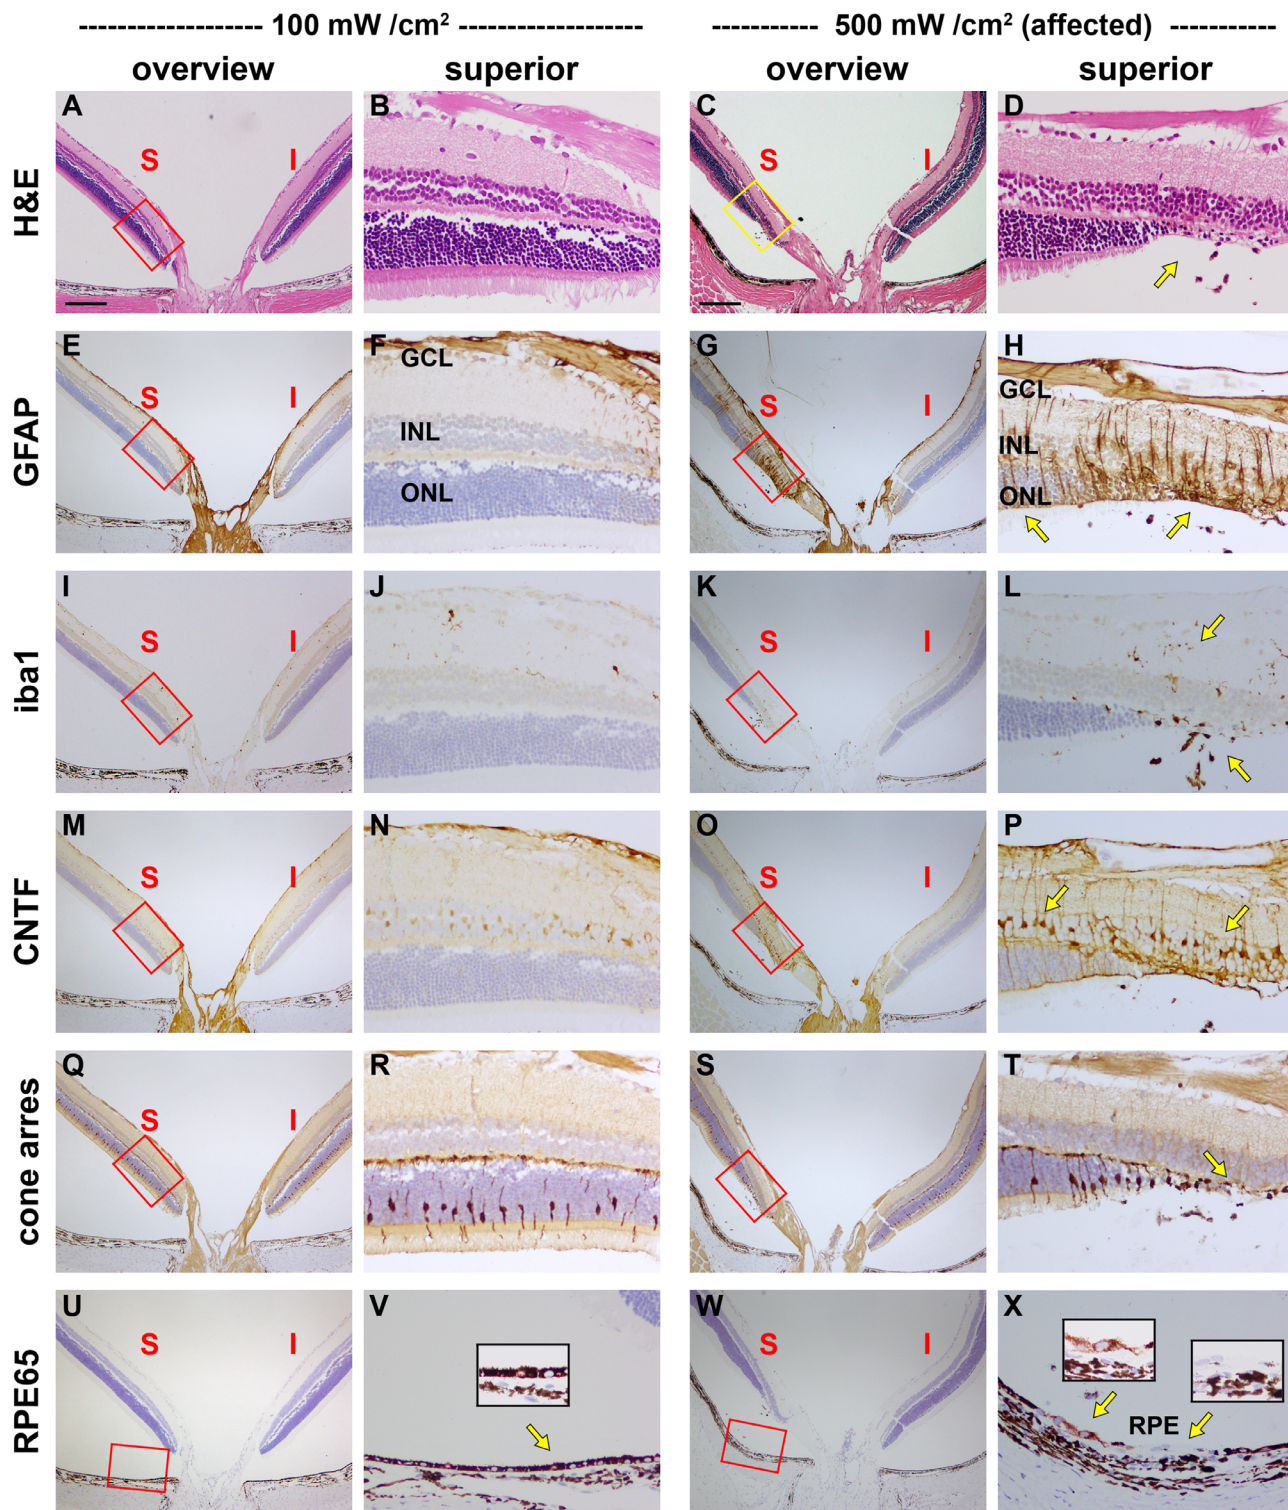 -------------------- 100 mW /cm² -------------------- ----------- 500 mW /cm² (affected) -----------
overview superior overview superior
H&E
A S I B C S I D
GFAP
E S I F GCL INL ONL G S I H GCL INL ONL
iba1
I S I J K S I L
CNTF
M S I N O S I P
cone arres
Q S I R S S I T
RPE65
U S I V W S I X RPE